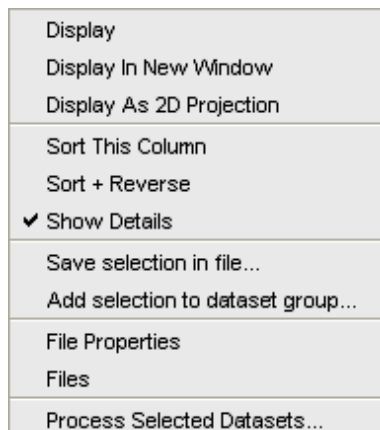 Display
Display In New Window
Display As 2D Projection
Sort This Column
Sort + Reverse
✔ Show Details
Save selection in file...
Add selection to dataset group...
File Properties
Files
Process Selected Datasets...